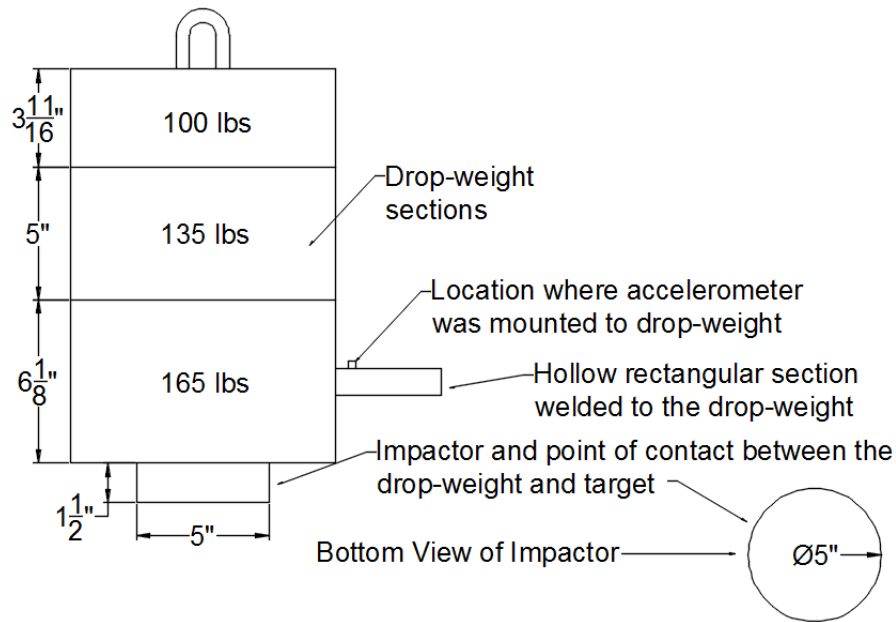 3 11/16"
100 lbs
Drop-weight
sections
5"
135 lbs
Location where accelerometer
was mounted to drop-weight
6 1/8"
165 lbs
Hollow rectangular section
welded to the drop-weight
Impactor and point of contact between the
drop-weight and target
1 1/2"
5"
Bottom View of Impactor
Ø5"